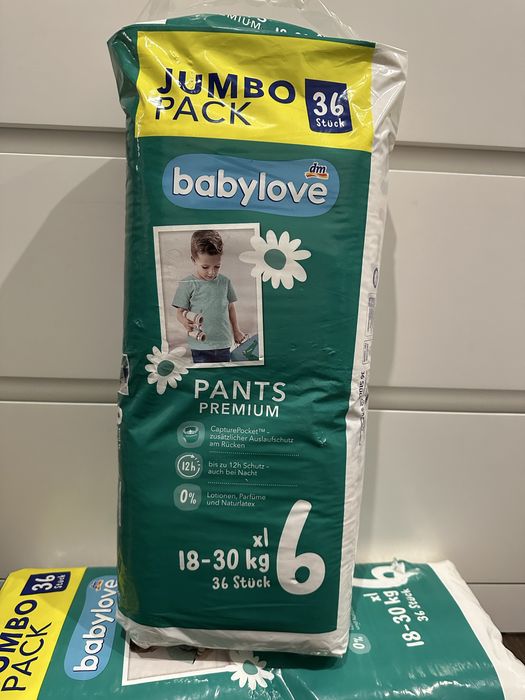 MIUM
JUMBO
PACK
36
Stück
dm
babylove
PANTS
PREMIUM
CapturePocket™ -
zusätzlicher Auslaufschutz
am Rücken
12h
bis zu 12h Schutz -
auch bei Nacht
0%
Lotionen, Parfüme
und Naturlatex
xl
18-30 kg
36 Stück
6
36
Stück
JUMBO
PACK
babylove
6
xl
18-30 kg
36 Stück
0%